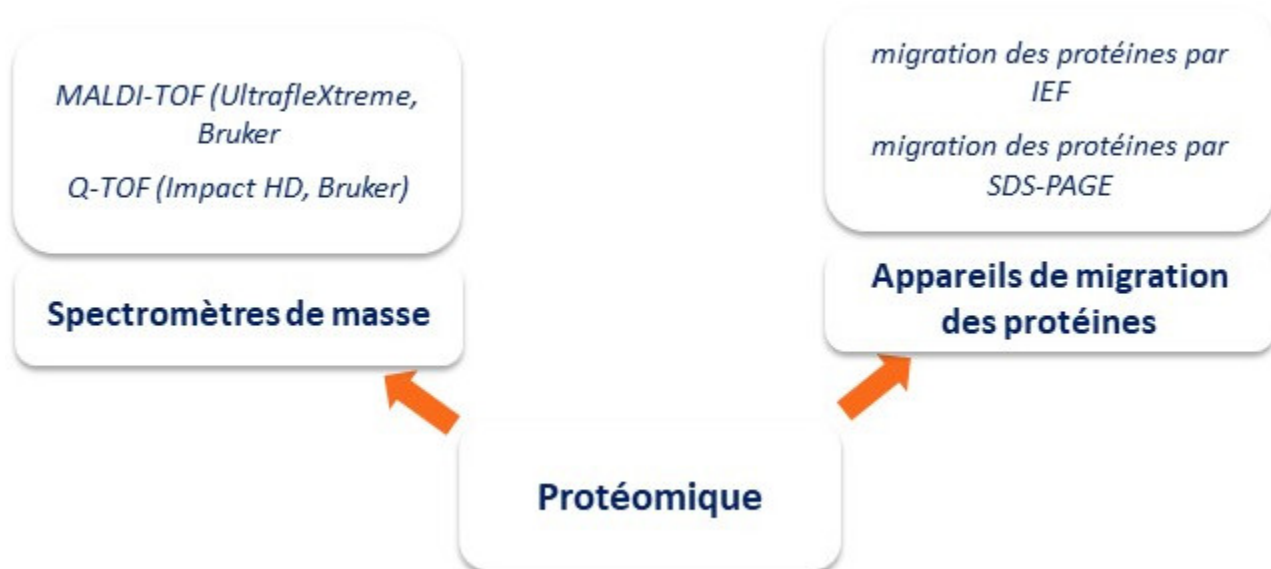 MALDI-TOF (UltrafleXtreme,
Bruker
Q-TOF (Impact HD, Bruker)
Spectromètres de masse
migration des protéines par
IEF
migration des protéines par
SDS-PAGE
Appareils de migration
des protéines
Protéomique